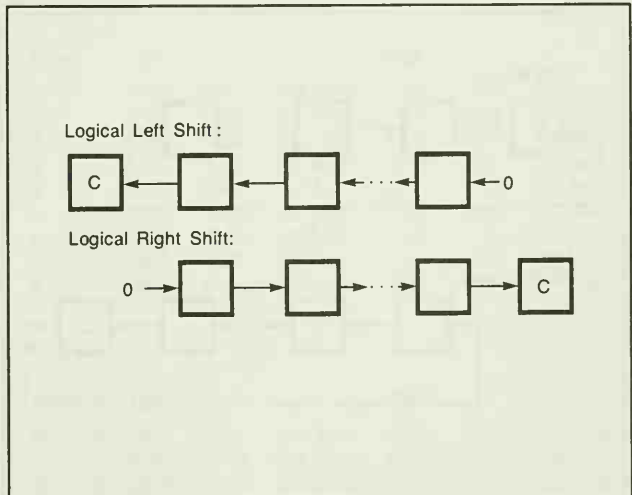 Logical Left Shift:
C ... 0
Logical Right Shift:
0 ... C